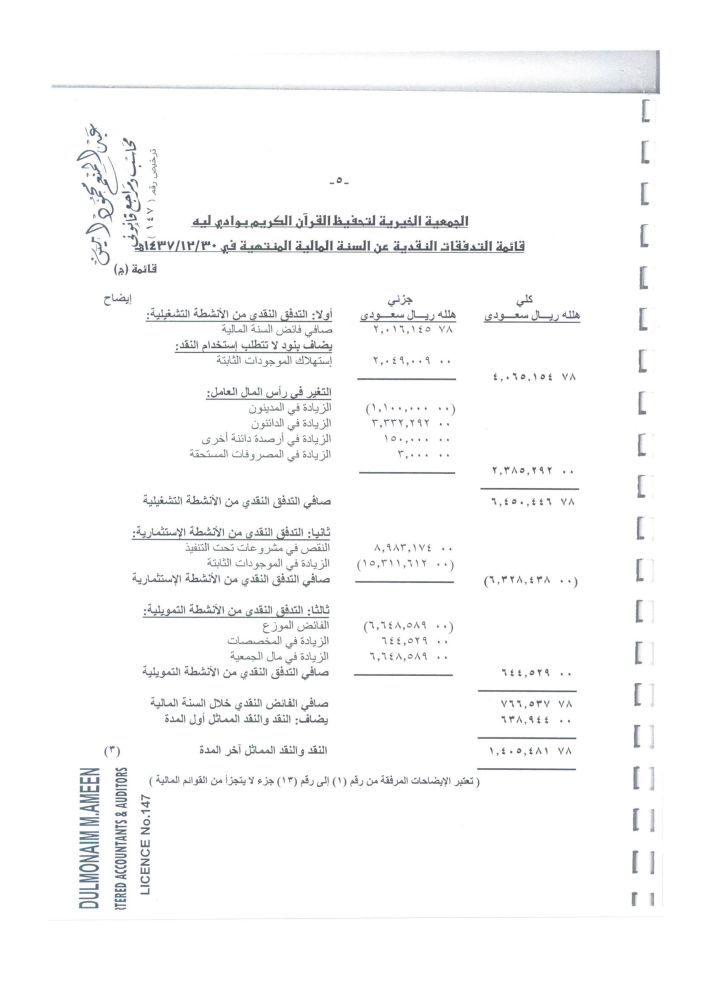 عبد المنعم محمود امين
محاسب ومراجع قانوني
ترخيص رقم ( ١٤٧ )
-٥-
الجمعية الخيرية لتحفيظ القرآن الكريم بوادي ليه
قائمة التدفقات النقدية عن السنة المالية المنتهية في ١٤٣٧/١٢/٣٠هـ
قائمة (م)
إيضاح جزئي كلي
أولا: التدفق النقدي من الأنشطة التشغيلية: هلله ريال سعودي هلله ريال سعودي
صافي فائض السنة المالية ٢,٠١٦,١٤٥ ٧٨
يضاف بنود لا تتطلب إستخدام النقد:
إستهلاك الموجودات الثابتة ٢,٠٤٩,٠٠٩ ٠٠
٤,٠٦٥,١٥٤ ٧٨
التغير في رأس المال العامل:
الزيادة في المدينون (١,١٠٠,٠٠٠ ٠٠)
الزيادة في الدائنون ٣,٣٣٢,٢٩٢ ٠٠
الزيادة في أرصدة دائنة أخرى ١٥٠,٠٠٠ ٠٠
الزيادة في المصروفات المستحقة ٣,٠٠٠ ٠٠
٢,٣٨٥,٢٩٢ ٠٠
صافي التدفق النقدي من الأنشطة التشغيلية ٦,٤٥٠,٤٤٦ ٧٨
ثانيا: التدفق النقدي من الأنشطة الإستثمارية:
النقص في مشروعات تحت التنفيذ ٨,٩٨٣,١٧٤ ٠٠
الزيادة في الموجودات الثابتة (١٥,٣١١,٦١٢ ٠٠)
صافي التدفق النقدي من الأنشطة الإستثمارية (٦,٣٢٨,٤٣٨ ٠٠)
ثالثا: التدفق النقدي من الأنشطة التمويلية:
الفائض الموزع (٦,٦٤٨,٥٨٩ ٠٠)
الزيادة في المخصصات ٦٤٤,٥٢٩ ٠٠
الزيادة في مال الجمعية ٦,٦٤٨,٥٨٩ ٠٠
صافي التدفق النقدي من الأنشطة التمويلية ٦٤٤,٥٢٩ ٠٠
صافي الفائض النقدي خلال السنة المالية ٧٦٦,٥٣٧ ٧٨
يضاف: النقد والنقد المماثل أول المدة ٦٣٨,٩٤٤ ٠٠
(٣) النقد والنقد المماثل آخر المدة ١,٤٠٥,٤٨١ ٧٨
( تعتبر الإيضاحات المرفقة من رقم (١) إلى رقم (١٣) جزء لا يتجزأ من القوائم المالية )
DULMONAIM M.AMEEN
RTERED ACCOUNTANTS & AUDITORS
LICENCE No.147